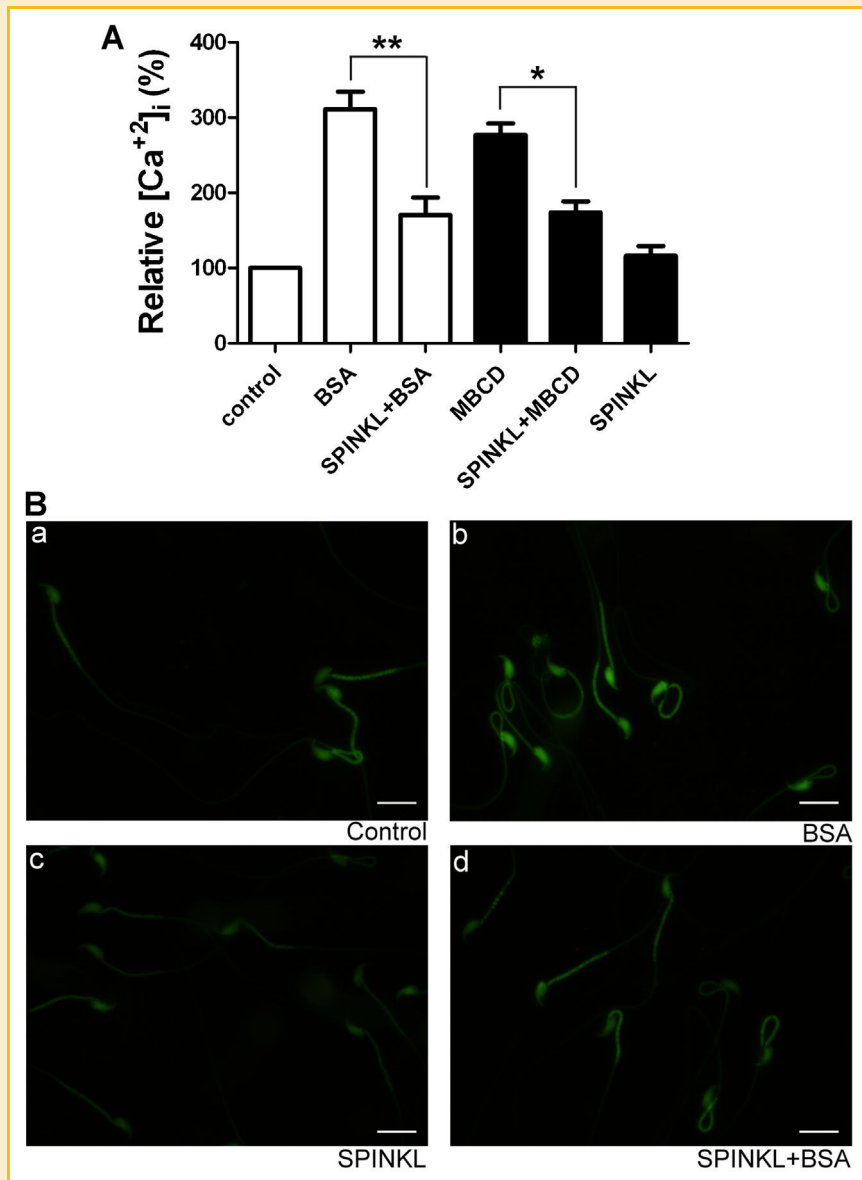 A
Relative [Ca⁺²]ᵢ (%)
400
300
200
100
0
**
*
control
BSA
SPINKL+BSA
MBCD
SPINKL+MBCD
SPINKL
B
a
Control
b
BSA
c
SPINKL
d
SPINKL+BSA